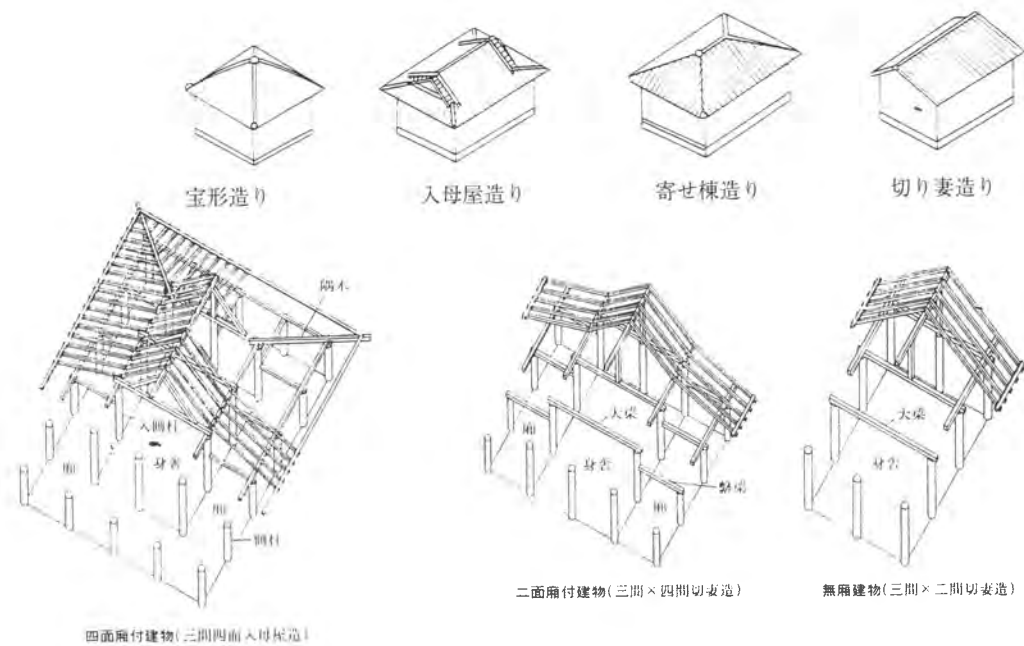 宝形造り
入母屋造り
寄せ棟造り
切り妻造り
隅木
入側柱
身舎
廂
廂
側柱
四面廂付建物(三間四面入母屋造)
大梁
廂
身舎
繋梁
廂
二面廂付建物(三間×四間切妻造)
大梁
身舎
無廂建物(三間×二間切妻造)